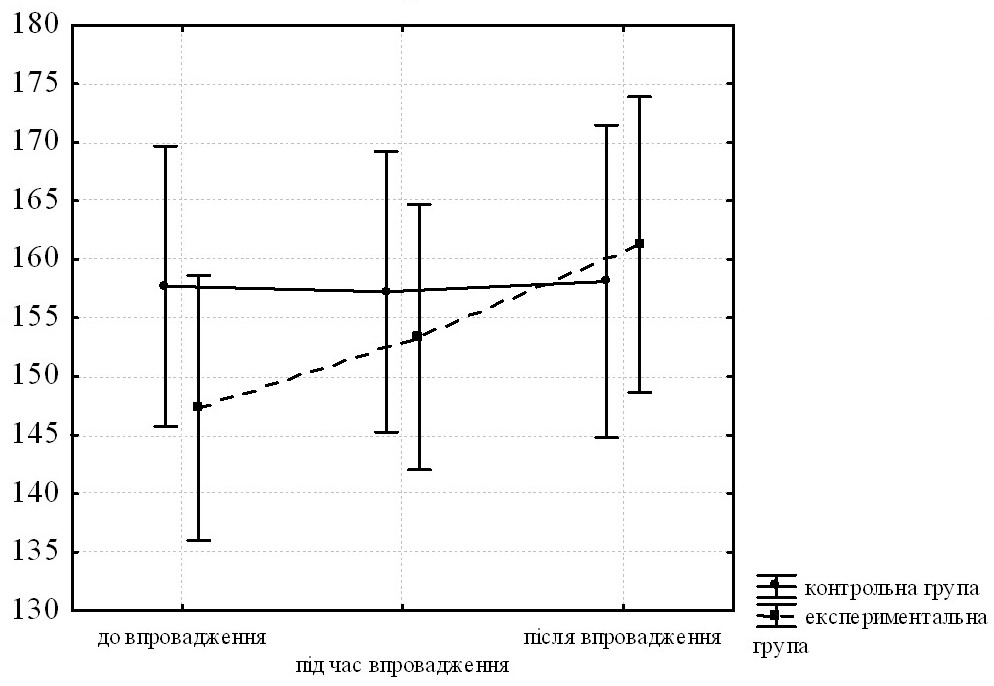 180
175
170
165
160
155
150
145
140
135
130
до впровадження
під час впровадження
після впровадження
контрольна група
експериментальна
група